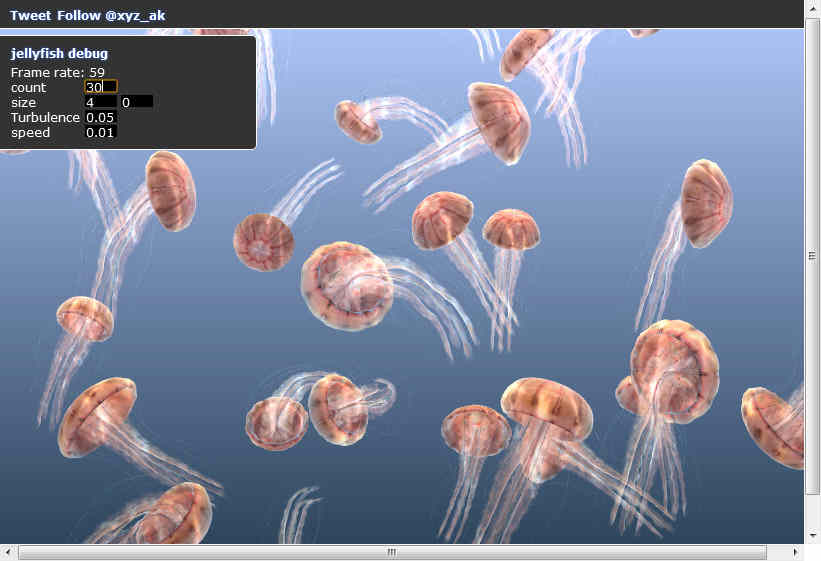 Tweet Follow @xyz_ak
jellyfish debug
Frame rate: 59
count 30
size 4 0
Turbulence 0.05
speed 0.01